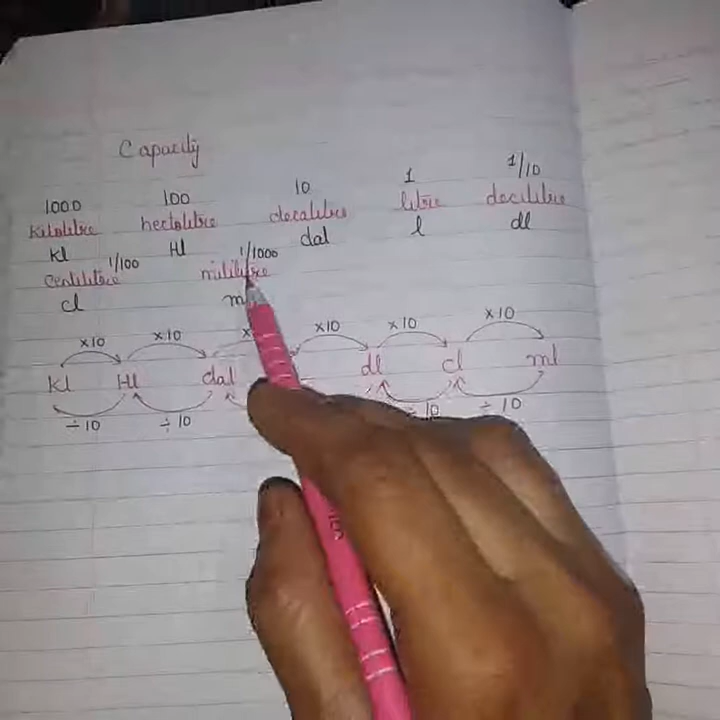 Capacity
1000 100 10 1 1/10
Kilolitre hectolitre decalitre litre decilitre
Kl Hl dal l dl
Centilitre 1/100 1/1000
cl
×10 ×10 ×10 ×10 ×10
Kl Hl dal dl cl ml
÷10 ÷10 ÷10 ÷10